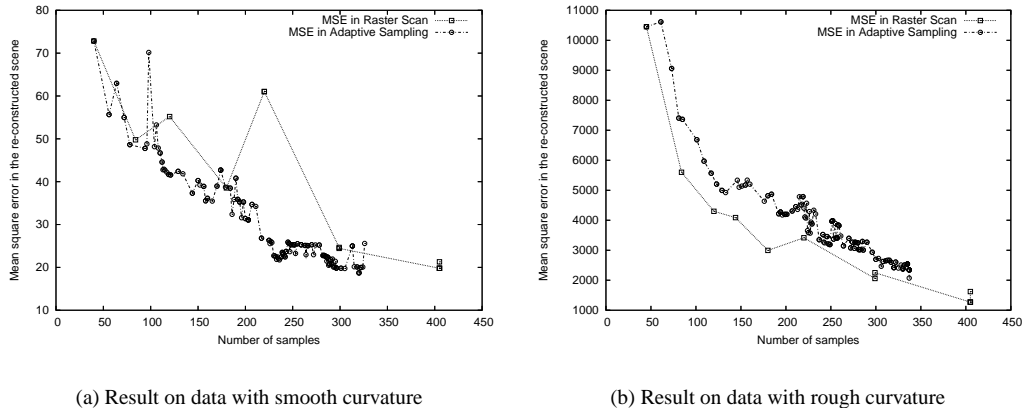 80
70
60
50
40
30
20
10
0 50 100 150 200 250 300 350 400 450
Mean square error in the re-constructed scene
Number of samples
MSE in Raster Scan
MSE in Adaptive Sampling
(a) Result on data with smooth curvature
11000
10000
9000
8000
7000
6000
5000
4000
3000
2000
1000
0 50 100 150 200 250 300 350 400 450
Mean square error in the re-constructed scene
Number of samples
MSE in Raster Scan
MSE in Adaptive Sampling
(b) Result on data with rough curvature